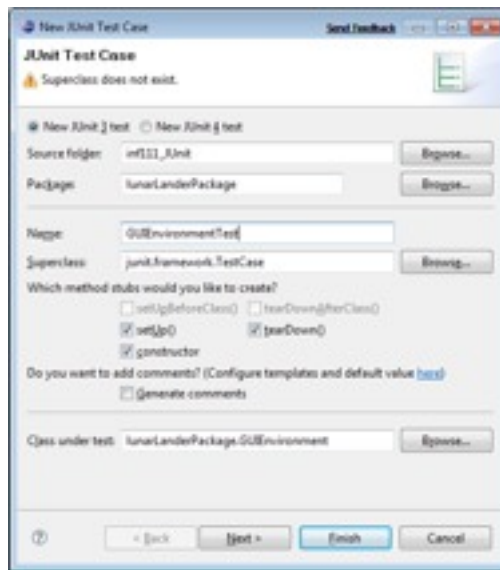 New JUnit Test Case
Send Feedback
JUnit Test Case
Superclass does not exist.
New JUnit 3 test
New JUnit 4 test
Source folder:
inf111_JUnit
Browse...
Package:
lunarLanderPackage
Browse...
Name:
GUIEnvironmentTest
Superclass:
junit.framework.TestCase
Browse...
Which method stubs would you like to create?
setUpBeforeClass()
tearDownAfterClass()
setUp()
tearDown()
constructor
Do you want to add comments? (Configure templates and default value here)
Generate comments
Class under test:
lunarLanderPackage.GUIEnvironment
Browse...
?
< Back
Next >
Finish
Cancel